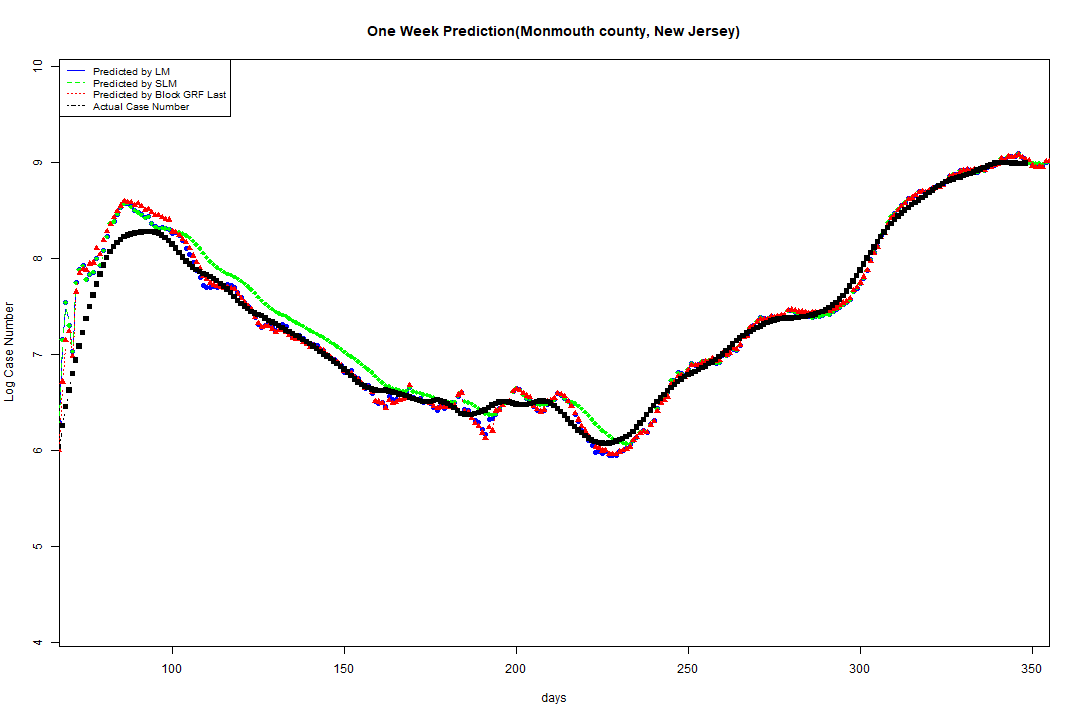 One Week Prediction(Monmouth county, New Jersey)
Predicted by LM
Predicted by SLM
Predicted by Block GRF Last
Actual Case Number
10
9
8
7
6
5
4
Log Case Number
100 150 200 250 300 350
days